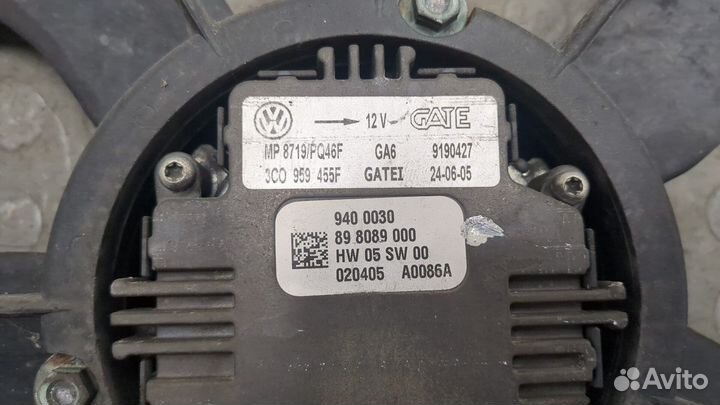 12 V GATE
MP 8719/PQ46F GA6 9190427
3C0 959 455F GATEI 24-06-05
940 0030
89 8089 000
HW 05 SW 00
020405 A0086A
Avito